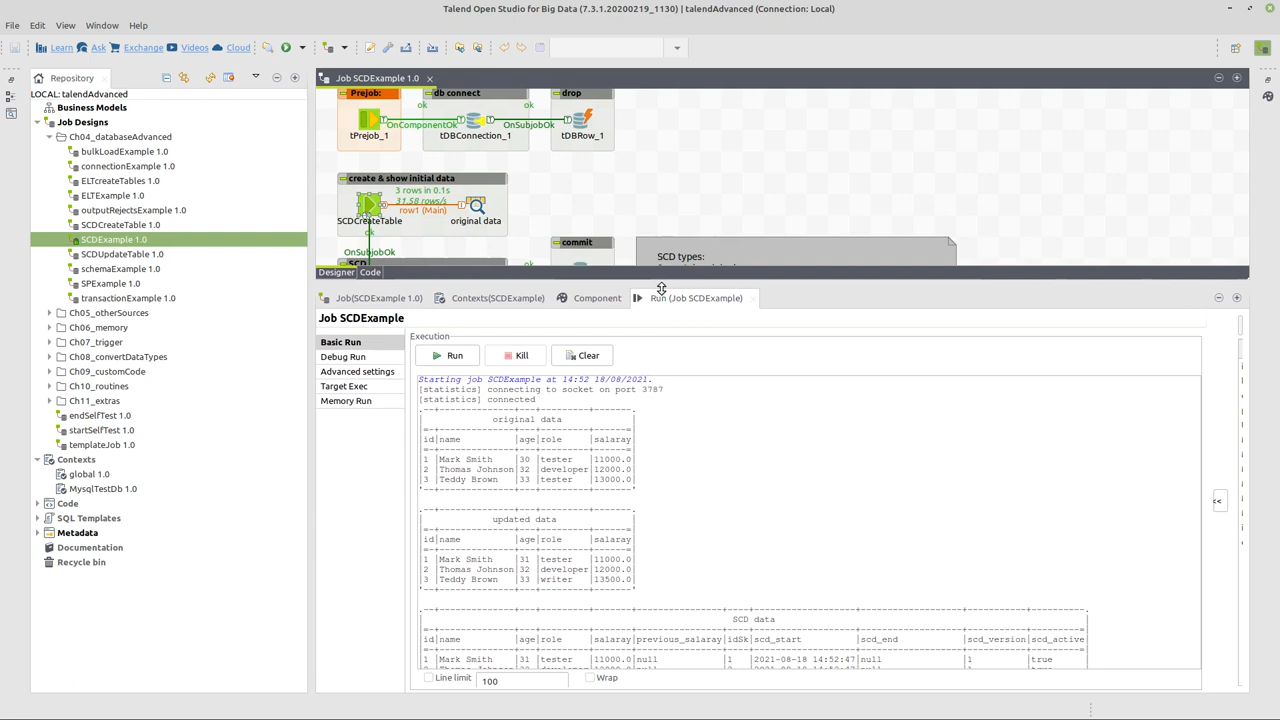 Talend Open Studio for Big Data (7.3.1.20200219_1130) | talendAdvanced (Connection: Local)
File Edit View Window Help
Learn Ask Exchange Videos Cloud
Repository
LOCAL: talendAdvanced
Business Models
Job Designs
Ch04_databaseAdvanced
bulkLoadExample 1.0
connectionExample 1.0
ELTcreateTables 1.0
ELTExample 1.0
outputRejectsExample 1.0
SCDCreateTable 1.0
SCDExample 1.0
SCDUpdateTable 1.0
schemaExample 1.0
SPExample 1.0
transactionExample 1.0
Ch05_otherSources
Ch06_memory
Ch07_trigger
Ch08_convertDataTypes
Ch09_customCode
Ch10_routines
Ch11_extras
endSelfTest 1.0
startSelfTest 1.0
templateJob 1.0
Contexts
global 1.0
MysqlTestDb 1.0
Code
SQL Templates
Metadata
Documentation
Recycle bin
Job SCDExample 1.0
Prejob: db connect drop
ok ok
OnComponentOk OnSubjobOk
tPrejob_1 tDBConnection_1 tDBRow_1
create & show initial data
3 rows in 0.1s
31.58 rows/s
row1 (Main)
SCDCreateTable original data
ok
OnSubjobOk
commit
SCD ok
SCD types:
Designer Code
Job(SCDExample 1.0) Contexts(SCDExample) Component Run (Job SCDExample)
Job SCDExample
Basic Run
Debug Run
Advanced settings
Target Exec
Memory Run
Execution
Run Kill Clear
Starting job SCDExample at 14:52 18/08/2021.
[statistics] connecting to socket on port 3787
[statistics] connected
.--+--------------+---+---------+-------.
| original data |
|=-+--------------+---+---------+------=|
|id|name |age|role |salaray|
|=-+--------------+---+---------+------=|
|1 |Mark Smith |30 |tester |11000.0|
|2 |Thomas Johnson|32 |developer|12000.0|
|3 |Teddy Brown |33 |tester |13000.0|
'--+--------------+---+---------+-------'
.--+--------------+---+---------+-------.
| updated data |
|=-+--------------+---+---------+------=|
|id|name |age|role |salaray|
|=-+--------------+---+---------+------=|
|1 |Mark Smith |31 |tester |11000.0|
|2 |Thomas Johnson|32 |developer|12000.0|
|3 |Teddy Brown |33 |writer |13500.0|
'--+--------------+---+---------+-------'
| SCD data |
|id|name |age|role |salaray|previous_salaray|idSk|scd_start |scd_end |scd_version|scd_active|
|1 |Mark Smith |31 |tester |11000.0|null |1 |2021-08-18 14:52:47|null |1 |true |
<<
Line limit 100 Wrap